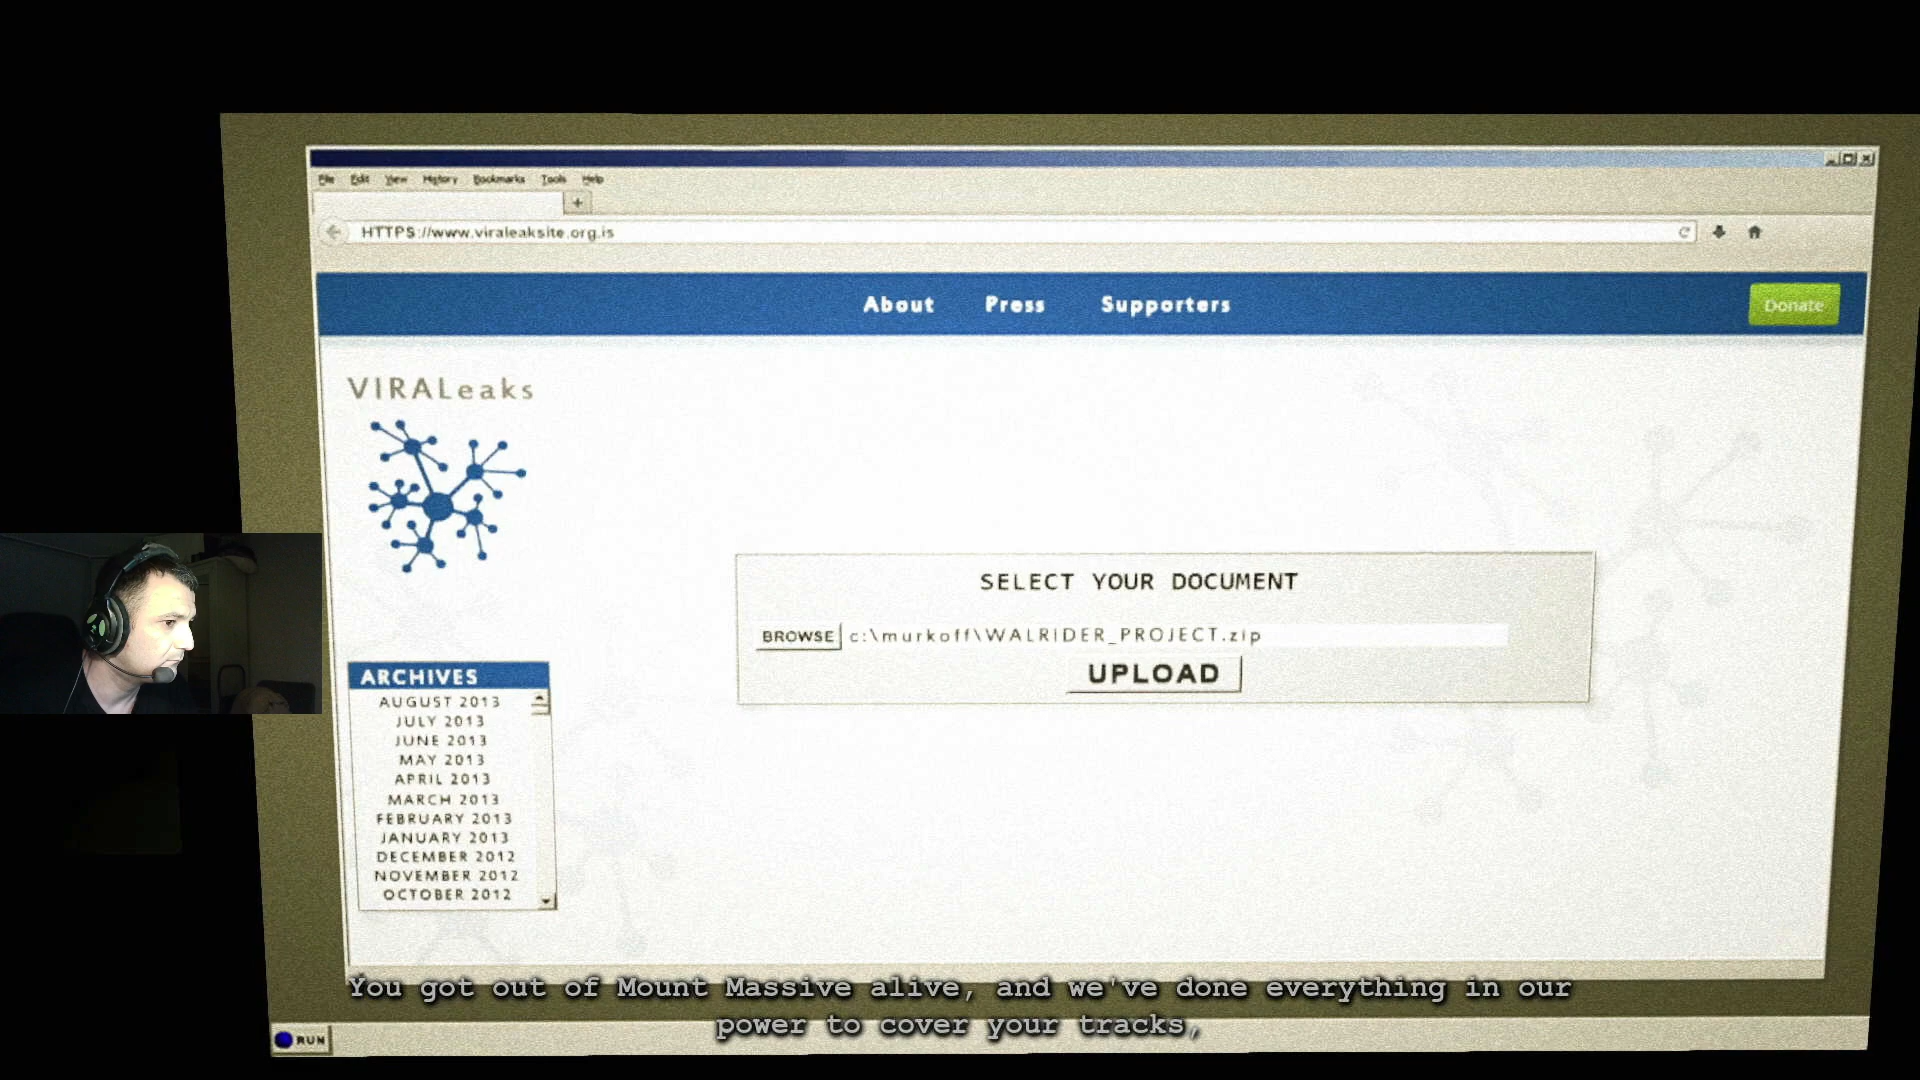 File Edit View History Bookmarks Tools Help
+
HTTPS://www.viraleaksite.org.is
About Press Supporters
Donate
VIRALeaks
SELECT YOUR DOCUMENT
BROWSE c:\murkoff\WALRIDER_PROJECT.zip
UPLOAD
ARCHIVES
AUGUST 2013
JULY 2013
JUNE 2013
MAY 2013
APRIL 2013
MARCH 2013
FEBRUARY 2013
JANUARY 2013
DECEMBER 2012
NOVEMBER 2012
OCTOBER 2012
You got out of Mount Massive alive, and we've done everything in our
power to cover your tracks,
RUN